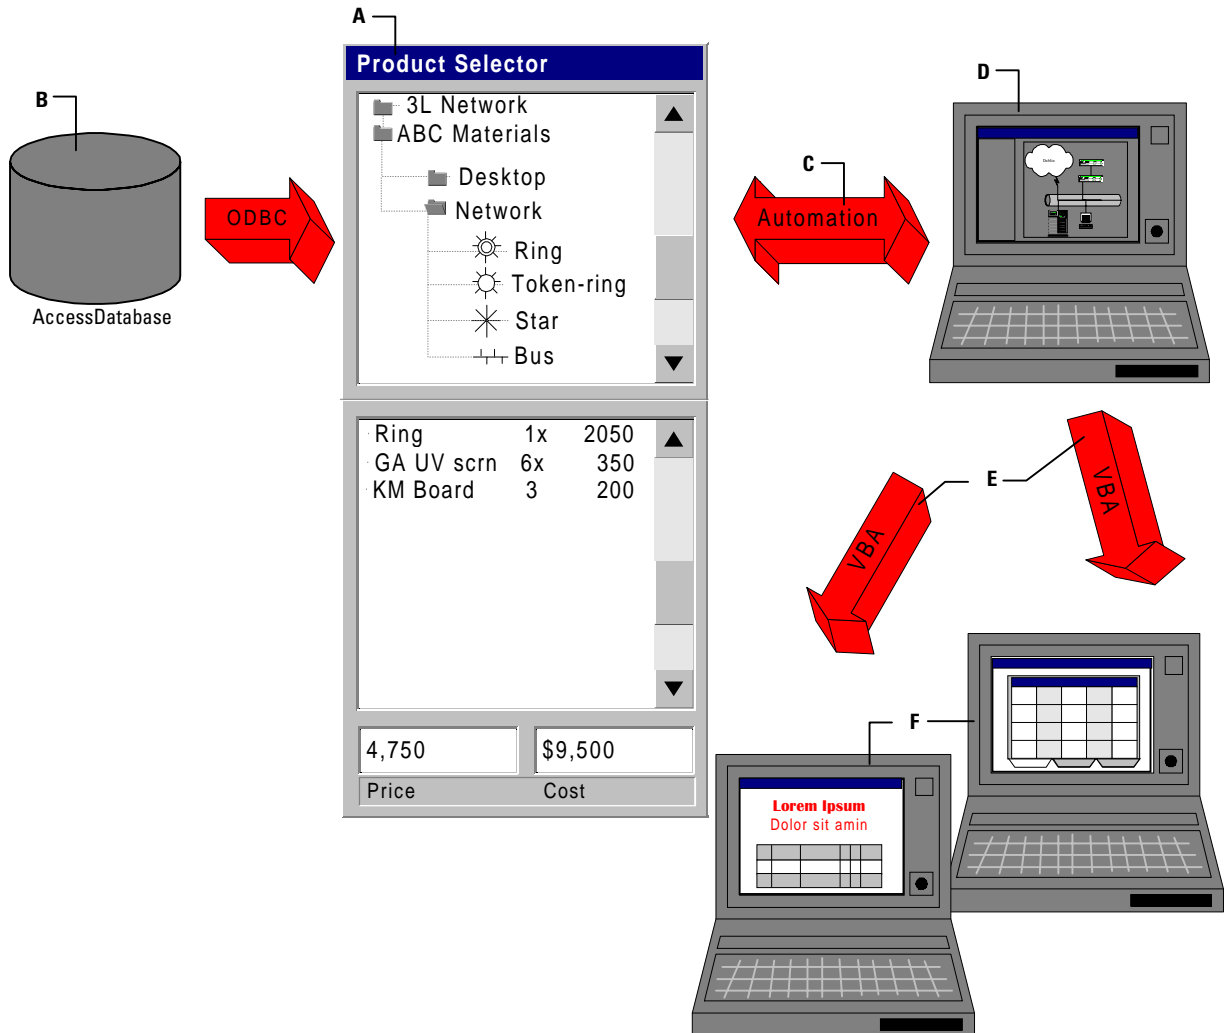 A
Product Selector
3L Network
ABC Materials
Desktop
Network
Ring
Token-ring
Star
Bus
B
ODBC
AccessDatabase
C
Automation
D
Ring 1x 2050
GA UV scrn 6x 350
KM Board 3 200
4,750 $9,500
Price Cost
E
VBA
VBA
F
Lorem Ipsum
Dolor sit amin